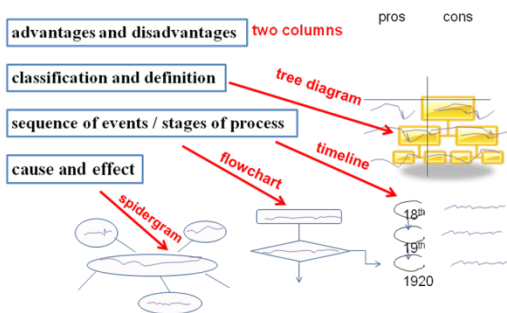 pros cons
advantages and disadvantages two columns
classification and definition
tree diagram
sequence of events / stages of process
flowchart
timeline
cause and effect
spidergram
18th
19th
1920